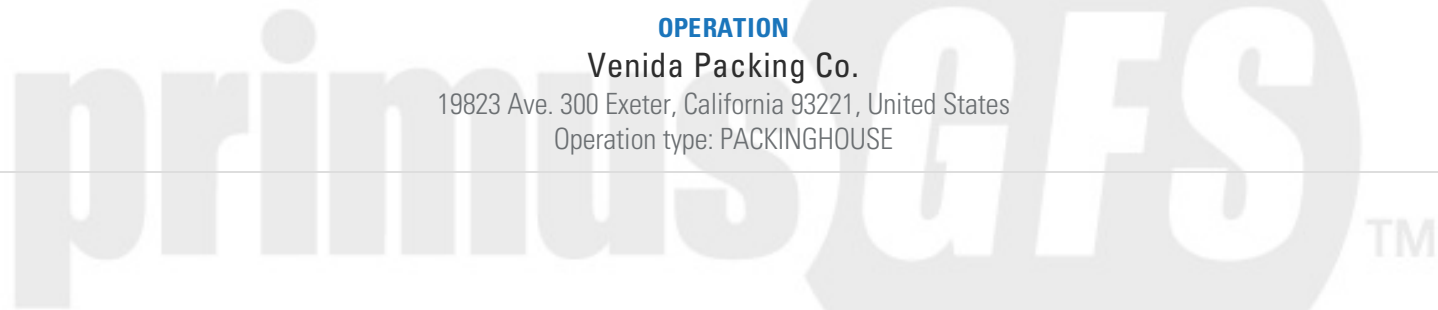 OPERATION
Venida Packing Co.
19823 Ave. 300 Exeter, California 93221, United States
Operation type: PACKINGHOUSE
primusGFS TM